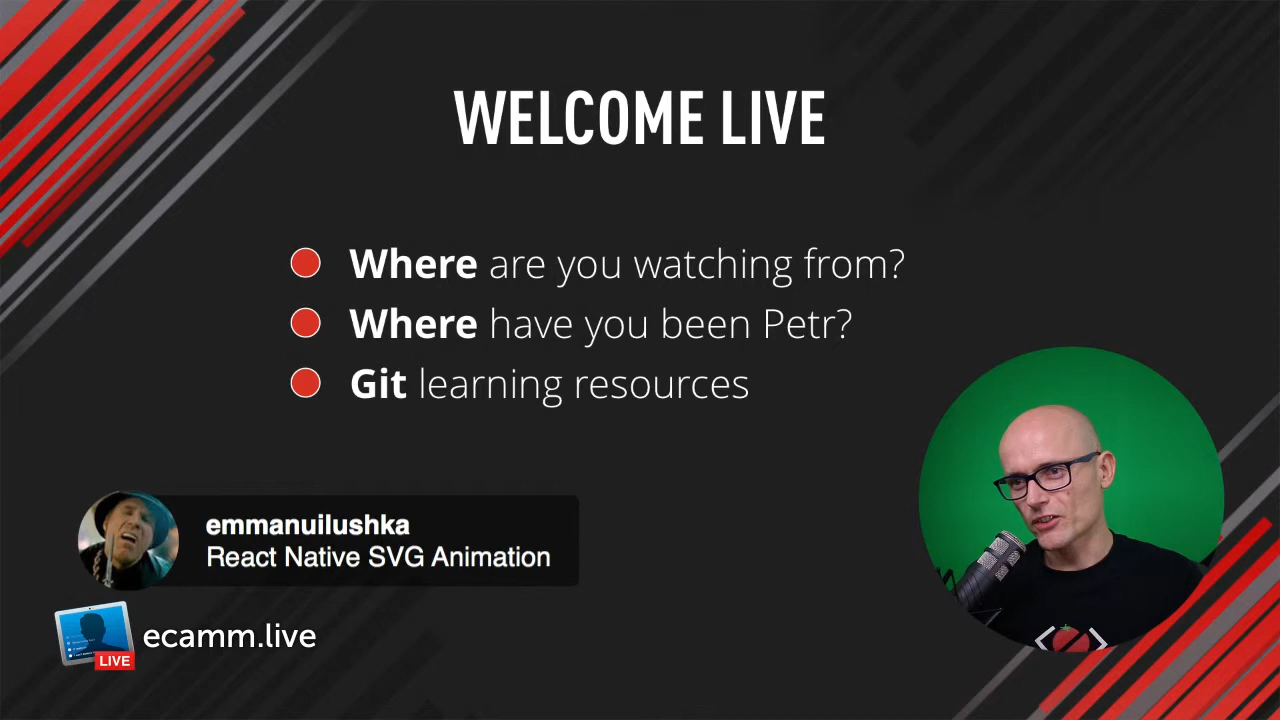 WELCOME LIVE
Where are you watching from?
Where have you been Petr?
Git learning resources
emmanuilushka
React Native SVG Animation
ecamm.live
LIVE